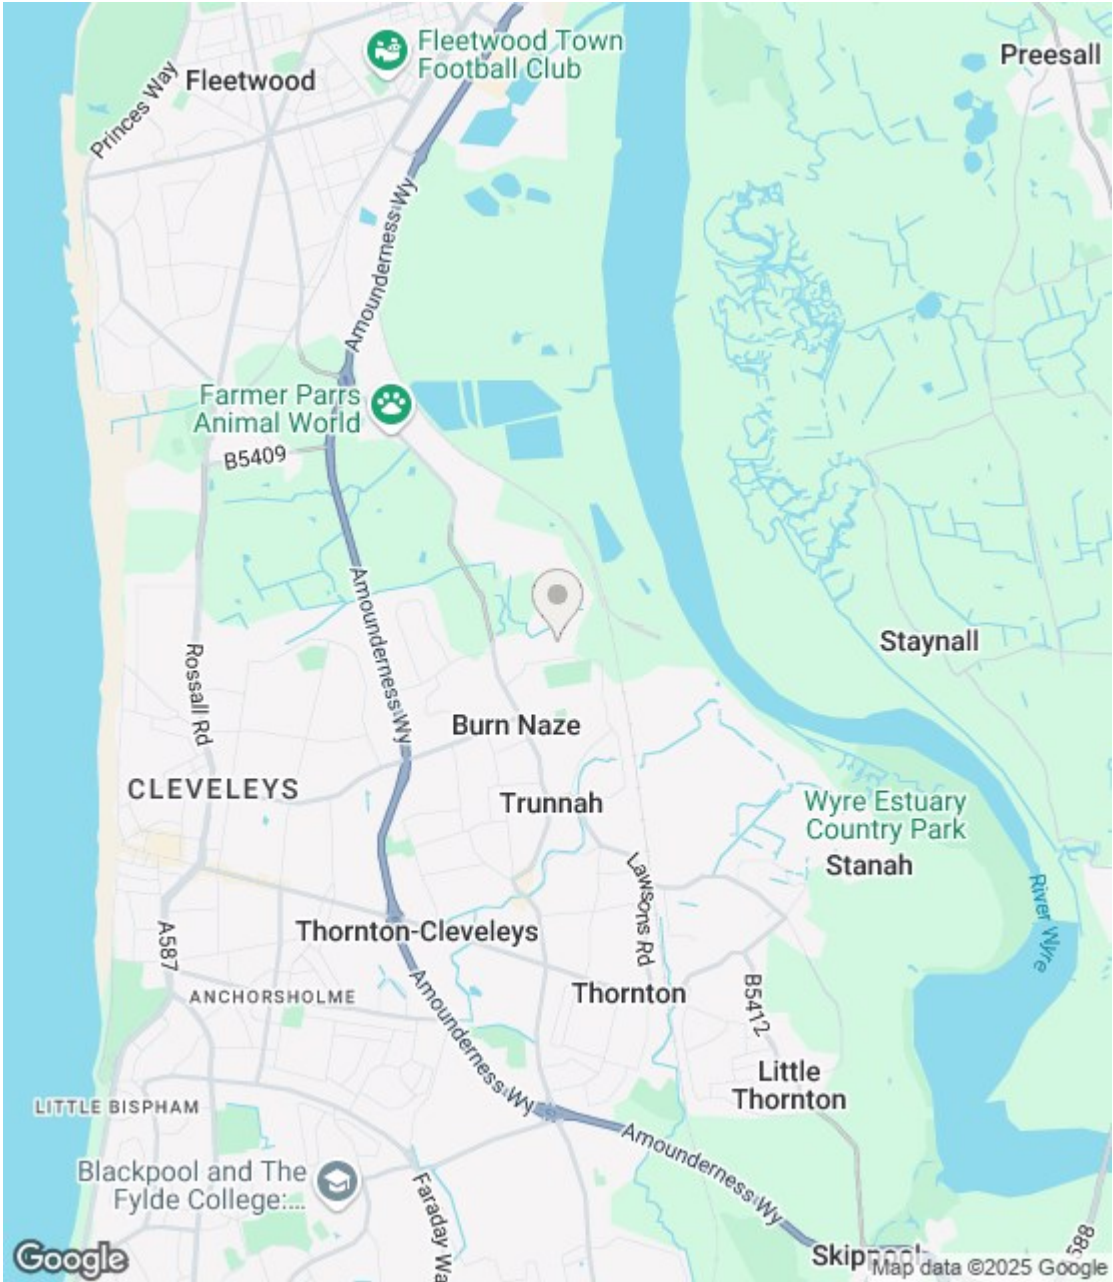 Fleetwood Town
Football Club
Preesall
Fleetwood
Princes Way
Amounderness Wy
Farmer Parrs
Animal World
B5409
Amounderness Wy
Staynall
Rossall Rd
Burn Naze
CLEVELEYS
Trunnah
Wyre Estuary
Country Park
Stanah
Lawsons Rd
River Wyre
A587
Thornton-Cleveleys
ANCHORSHOLME
Thornton
B5412
Amounderness Wy
Little
Thornton
LITTLE BISPHAM
Amounderness Wy
Blackpool and The
Fylde College:...
Faraday Wa
588
Google
Map data ©2025 Google